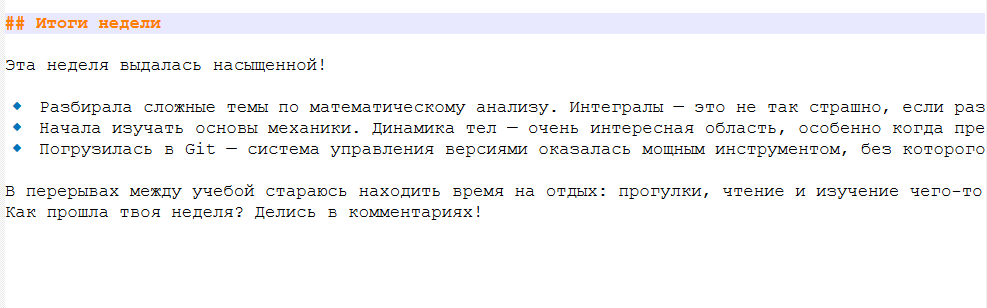 ## Итоги недели
Эта неделя выдалась насыщенной!
🔹 Разбирала сложные темы по математическому анализу. Интегралы — это не так страшно, если раз
🔹 Начала изучать основы механики. Динамика тел — очень интересная область, особенно когда пре
🔹 Погрузилась в Git — система управления версиями оказалась мощным инструментом, без которого
В перерывах между учебой стараюсь находить время на отдых: прогулки, чтение и изучение чего-то
Как прошла твоя неделя? Делись в комментариях!